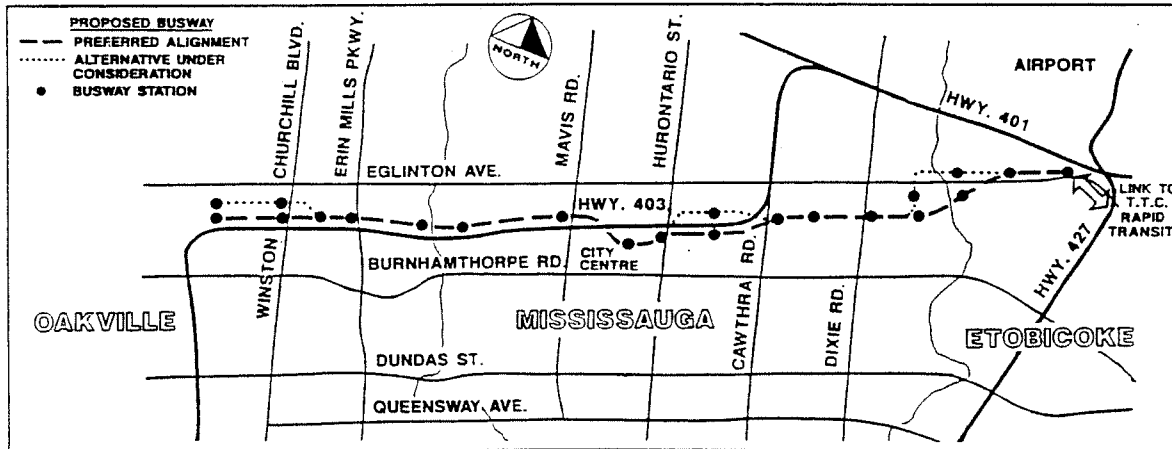 PROPOSED BUSWAY
PREFERRED ALIGNMENT
ALTERNATIVE UNDER
CONSIDERATION
BUSWAY STATION
NORTH
WINSTON CHURCHILL BLVD.
ERIN MILLS PKWY.
MAVIS RD.
HURONTARIO ST.
AIRPORT
HWY. 401
EGLINTON AVE.
HWY. 403
LINK TO
T.T.C.
RAPID
TRANSIT
CITY
CENTRE
BURNHAMTHORPE RD.
CAWTHRA RD.
DIXIE RD.
HWY. 427
OAKVILLE
MISSISSAUGA
ETOBICOKE
DUNDAS ST.
QUEENSWAY AVE.